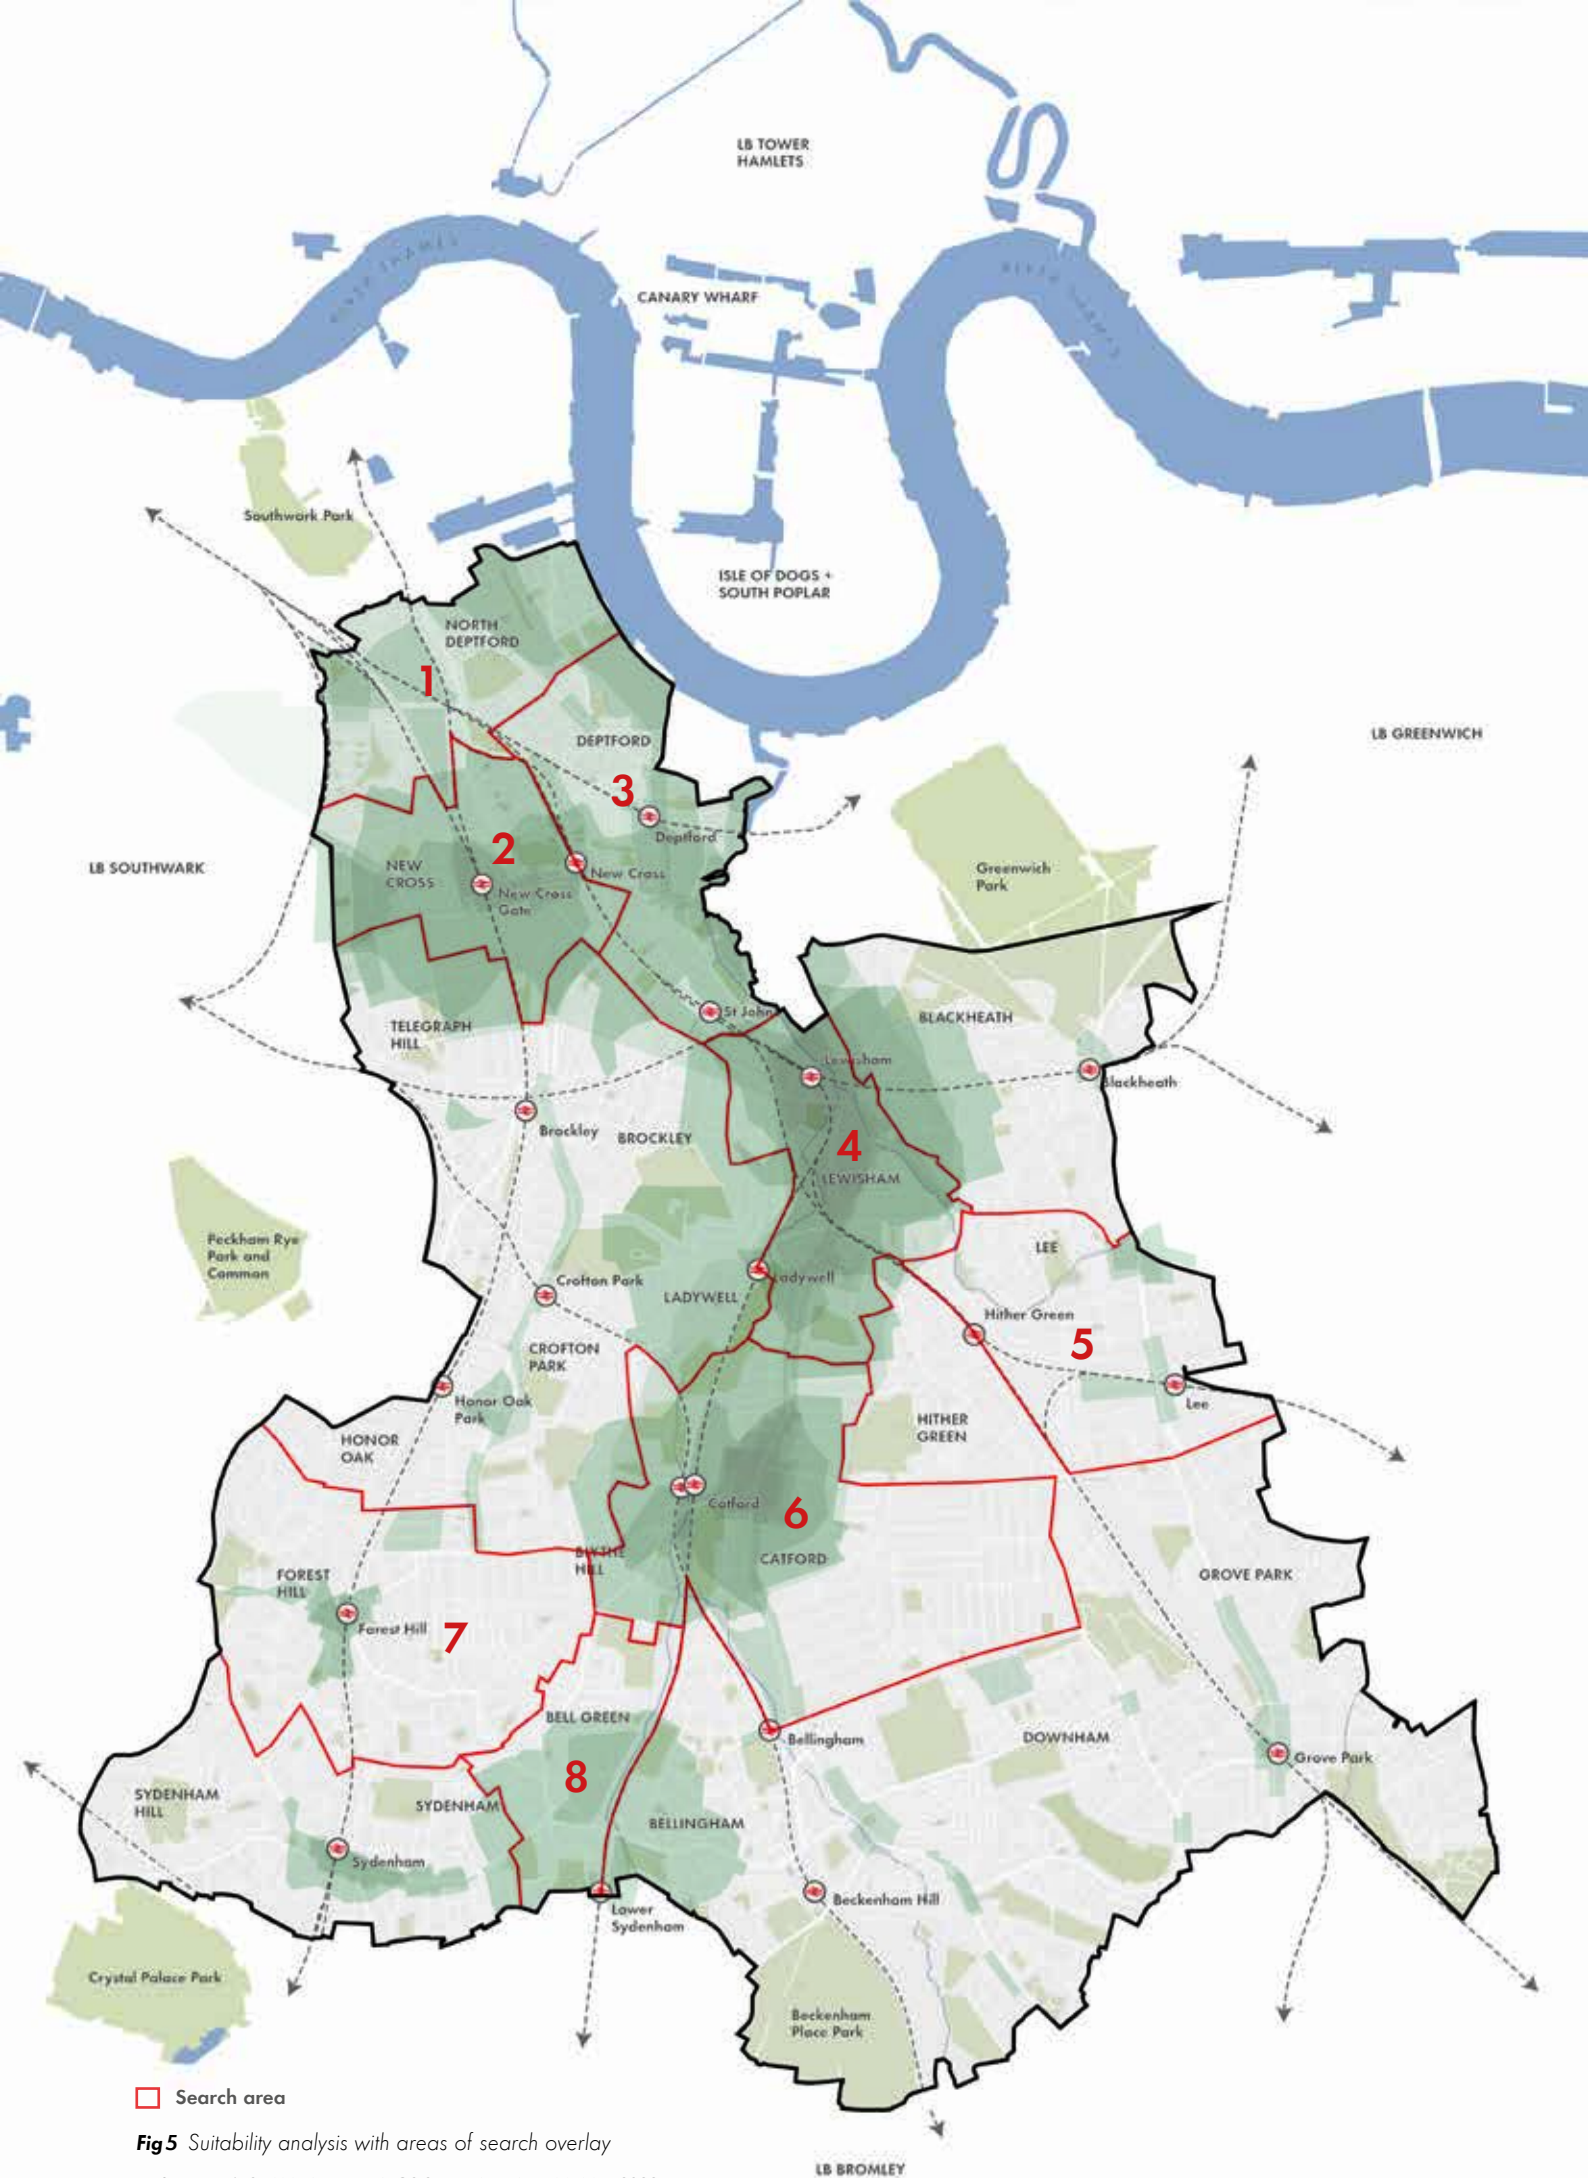 LB TOWER
HAMLETS
RIVER THAMES
RIVER THAMES
CANARY WHARF
Southwark Park
ISLE OF DOGS +
SOUTH POPLAR
NORTH
DEPTFORD
1
LB GREENWICH
DEPTFORD
3
Deptford
2
LB SOUTHWARK
NEW
CROSS
New Cross
New Cross
Gate
Greenwich
Park
St John
TELEGRAPH
HILL
BLACKHEATH
Lewisham
Blackheath
Brockley
BROCKLEY
4
LEWISHAM
Peckham Rye
Park and
Common
LEE
Crofton Park
Ladywell
LADYWELL
Hither Green
5
CROFTON
PARK
Honor Oak
Park
Lee
HONOR
OAK
HITHER
GREEN
Catford
6
BLYTHE
HILL
CATFORD
FOREST
HILL
GROVE PARK
Forest Hill
7
BELL GREEN
Bellingham
DOWNHAM
Grove Park
8
SYDENHAM
HILL
SYDENHAM
BELLINGHAM
Sydenham
Beckenham Hill
Lower
Sydenham
Crystal Palace Park
Beckenham
Place Park
Search area
Fig 5 Suitability analysis with areas of search overlay
LB BROMLEY